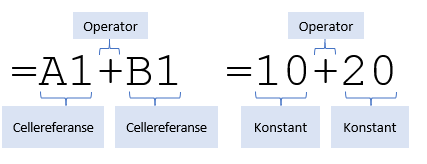 Operator Operator
=A1+B1 =10+20
Cellereferanse Cellereferanse Konstant Konstant